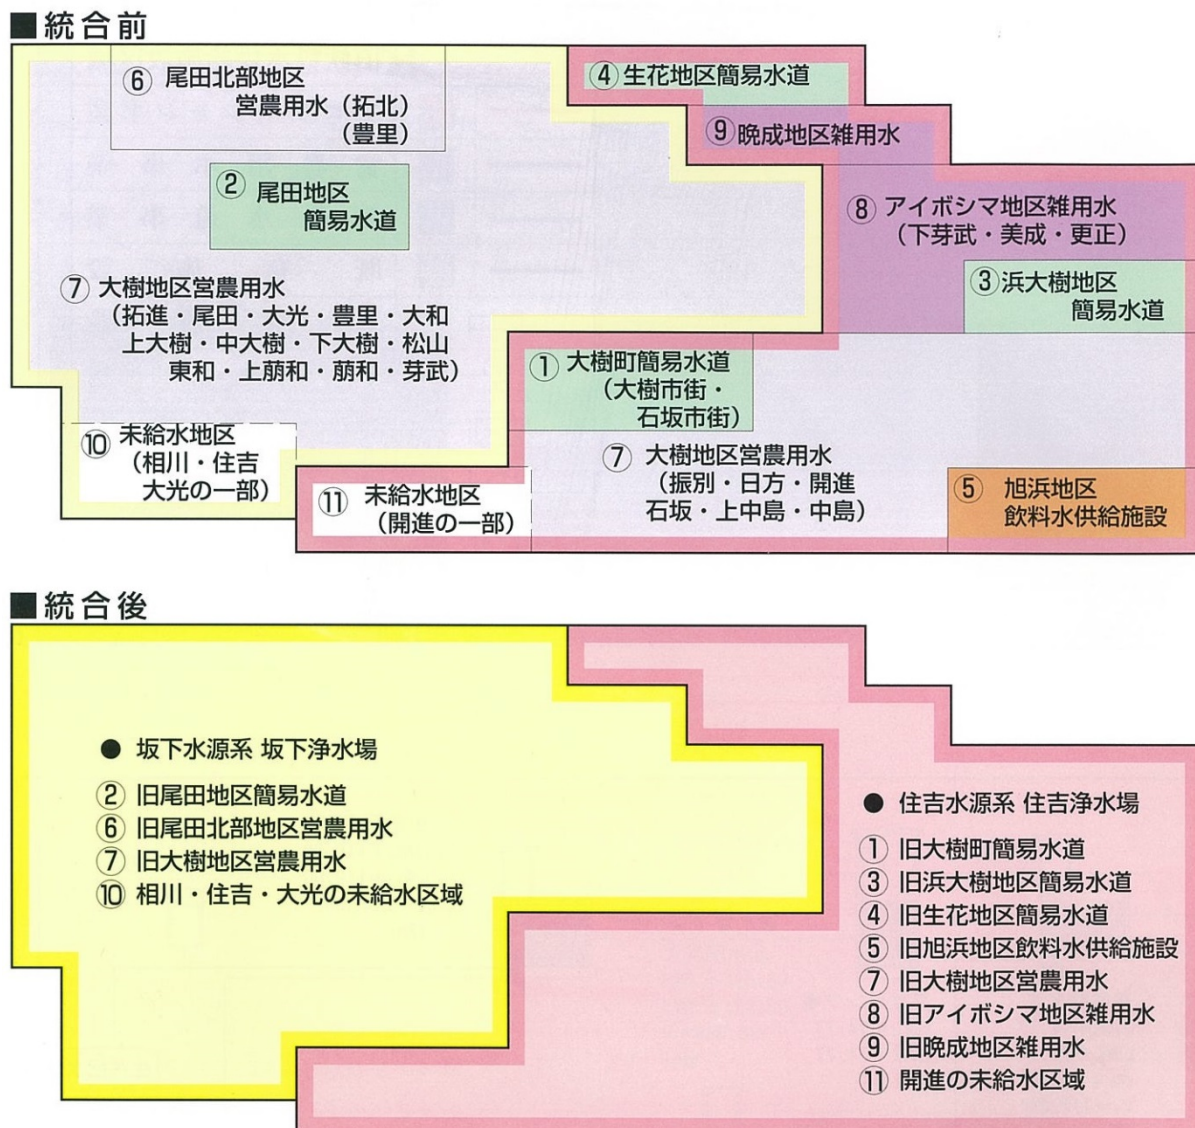 ■統合前
⑥ 尾田北部地区
営農用水（拓北）
（豊里）
④生花地区簡易水道
⑨晩成地区雑用水
② 尾田地区
簡易水道
⑧アイボシマ地区雑用水
（下芽武・美成・更正）
③浜大樹地区
簡易水道
⑦ 大樹地区営農用水
（拓進・尾田・大光・豊里・大和
上大樹・中大樹・下大樹・松山
東和・上萠和・萠和・芽武）
① 大樹町簡易水道
（大樹市街・
石坂市街）
⑩ 未給水地区
（相川・住吉
大光の一部）
⑪ 未給水地区
（開進の一部）
⑦ 大樹地区営農用水
（振別・日方・開進
石坂・上中島・中島）
⑤ 旭浜地区
飲料水供給施設
■統合後
● 坂下水源系 坂下浄水場
② 旧尾田地区簡易水道
⑥ 旧尾田北部地区営農用水
⑦ 旧大樹地区営農用水
⑩ 相川・住吉・大光の未給水区域
● 住吉水源系 住吉浄水場
① 旧大樹町簡易水道
③ 旧浜大樹地区簡易水道
④ 旧生花地区簡易水道
⑤ 旧旭浜地区飲料水供給施設
⑦ 旧大樹地区営農用水
⑧ 旧アイボシマ地区雑用水
⑨ 旧晩成地区雑用水
⑪ 開進の未給水区域